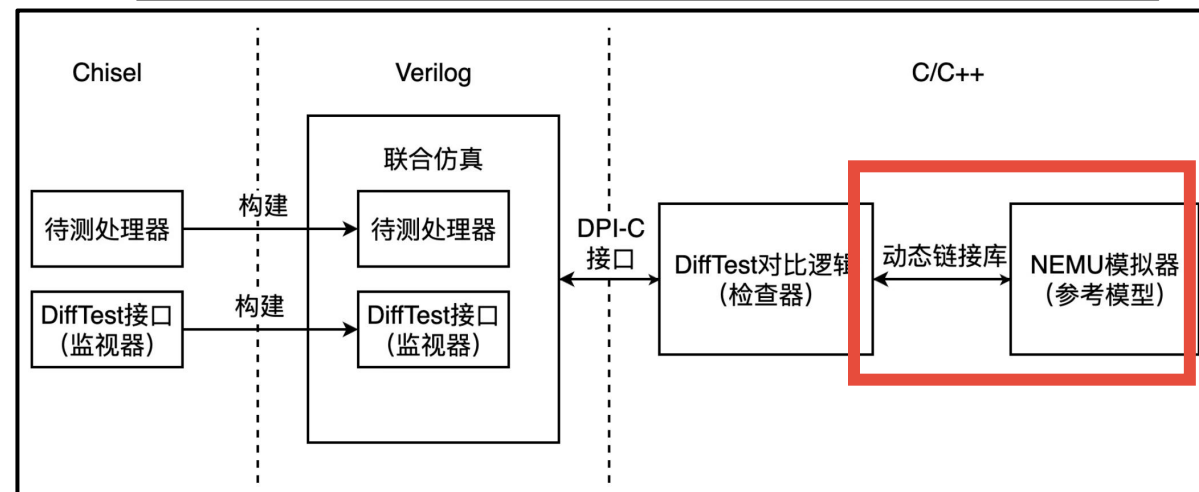 Chisel
Verilog
C/C++
联合仿真
待测处理器
构建
待测处理器
DPI-C
接口
DiffTest对比逻辑
(检查器)
动态链接库
NEMU模拟器
(参考模型)
DiffTest接口
(监视器)
构建
DiffTest接口
(监视器)